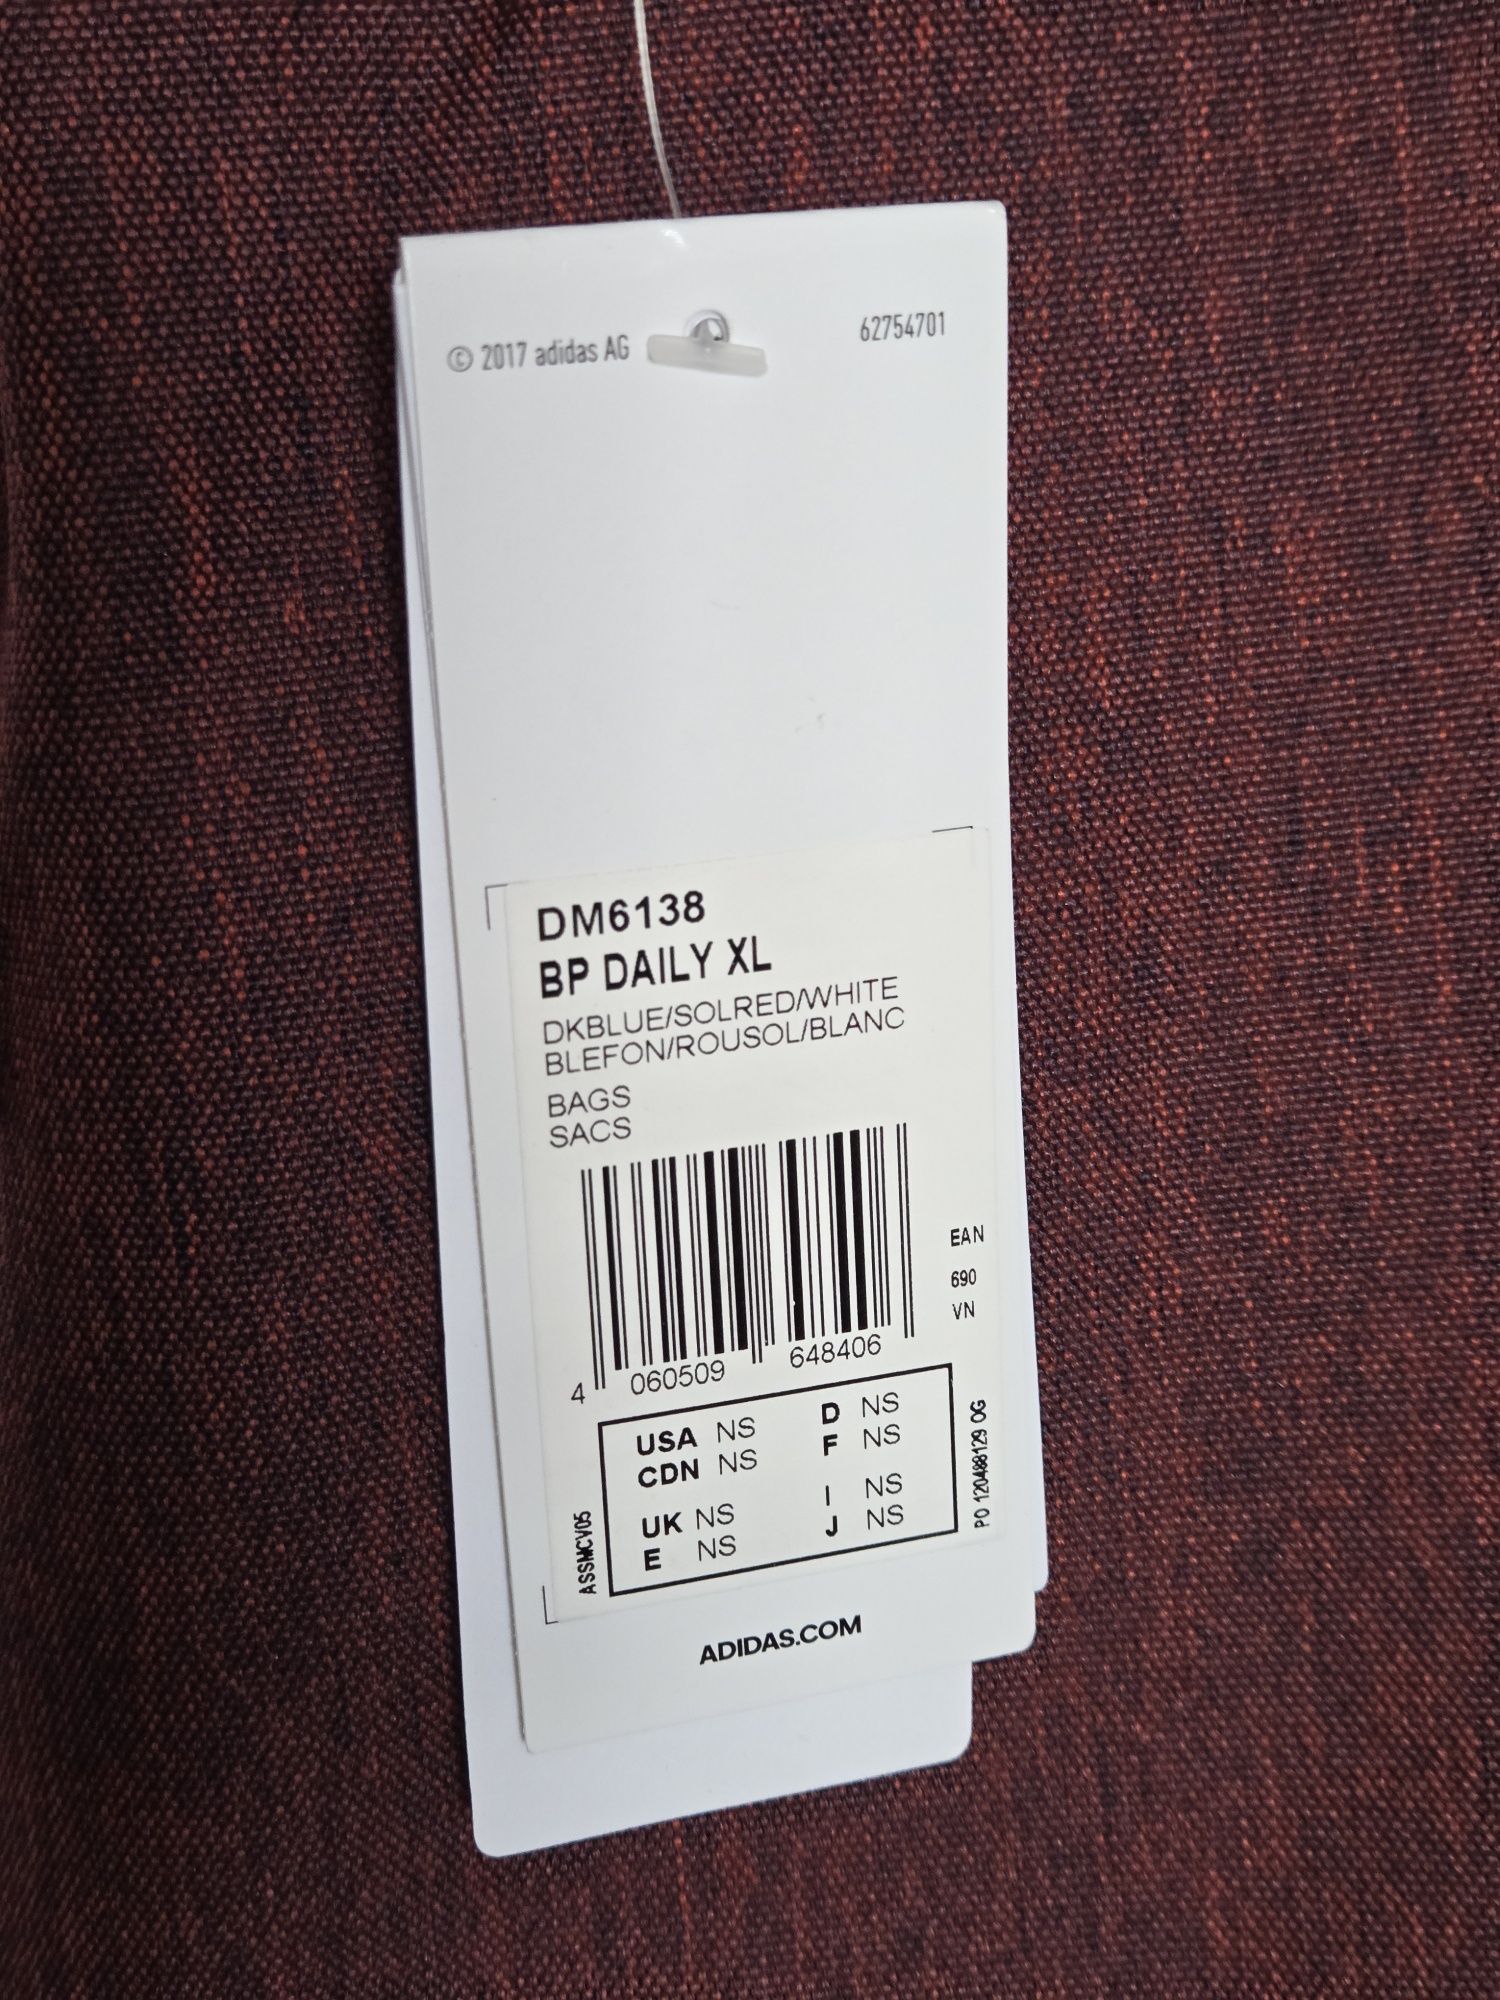 © 2017 adidas AG
62754701
DM6138
BP DAILY XL
DKBLUE/SOLRED/WHITE
BLEFON/ROUSOL/BLANC
BAGS
SACS
EAN
690
VN
4 060509 648406
USA NS D NS
CDN NS F NS
UK NS I NS
E NS J NS
ASSMCV05
PO 120488129 OG
ADIDAS.COM